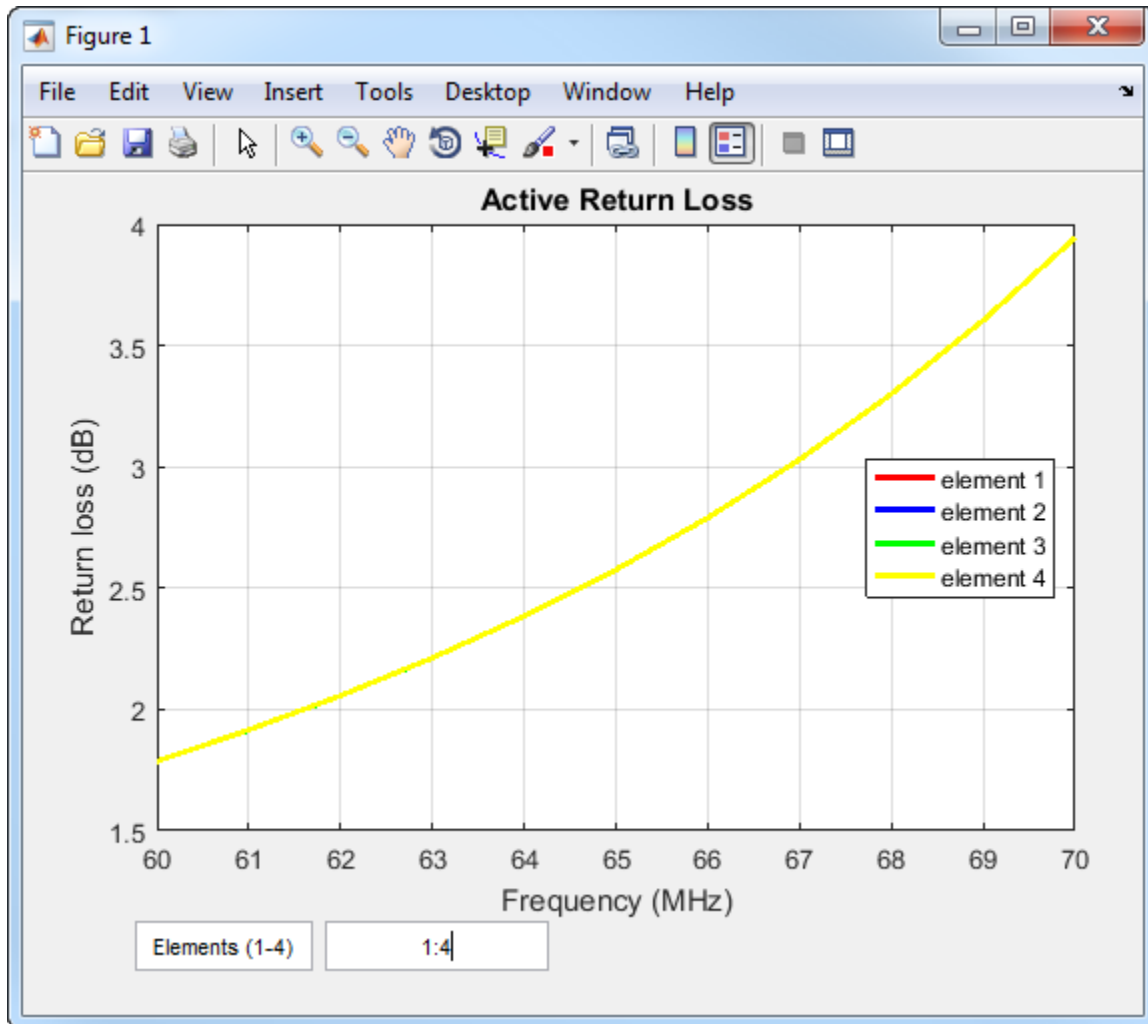 Figure 1
File Edit View Insert Tools Desktop Window Help
Active Return Loss
4
3.5
3
2.5
2
1.5
Return loss (dB)
element 1
element 2
element 3
element 4
60 61 62 63 64 65 66 67 68 69 70
Frequency (MHz)
Elements (1-4) 1:4